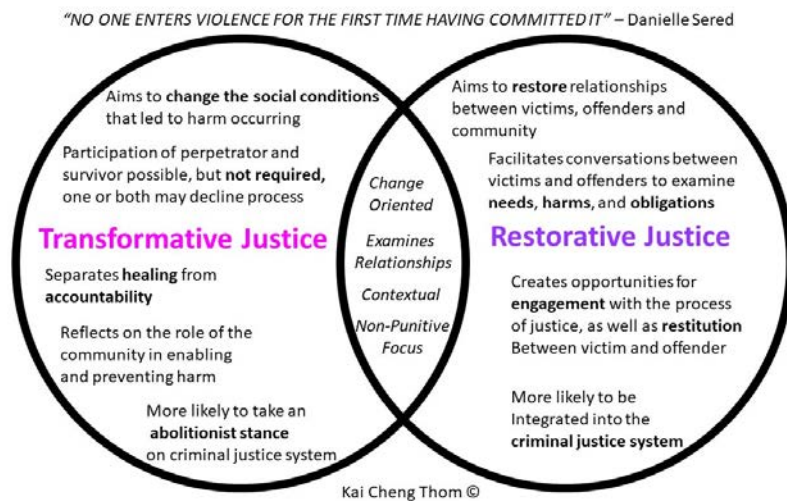 “NO ONE ENTERS VIOLENCE FOR THE FIRST TIME HAVING COMMITTED IT” – Danielle Sered
Aims to change the social conditions
that led to harm occurring
Participation of perpetrator and
survivor possible, but not required,
one or both may decline process
Transformative Justice
Separates healing from
accountability
Reflects on the role of the
community in enabling
and preventing harm
More likely to take an
abolitionist stance
on criminal justice system
Change
Oriented
Examines
Relationships
Contextual
Non-Punitive
Focus
Aims to restore relationships
between victims, offenders and
community
Facilitates conversations between
victims and offenders to examine
needs, harms, and obligations
Restorative Justice
Creates opportunities for
engagement with the process
of justice, as well as restitution
Between victim and offender
More likely to be
Integrated into the
criminal justice system
Kai Cheng Thom ©